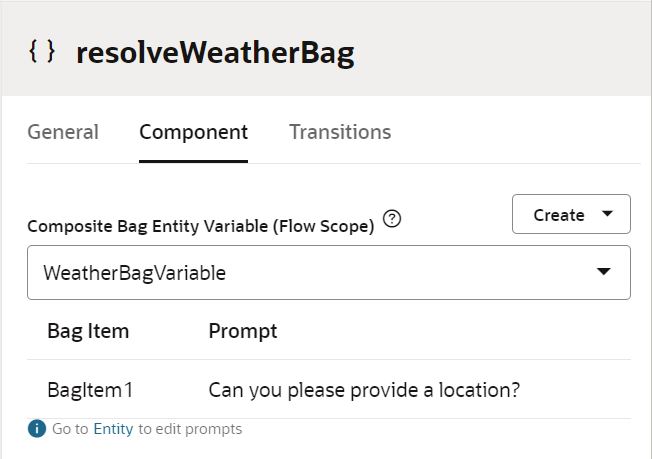 { } resolveWeatherBag
General Component Transitions
Composite Bag Entity Variable (Flow Scope) ? Create
WeatherBagVariable
Bag Item Prompt
BagItem1 Can you please provide a location?
i Go to Entity to edit prompts